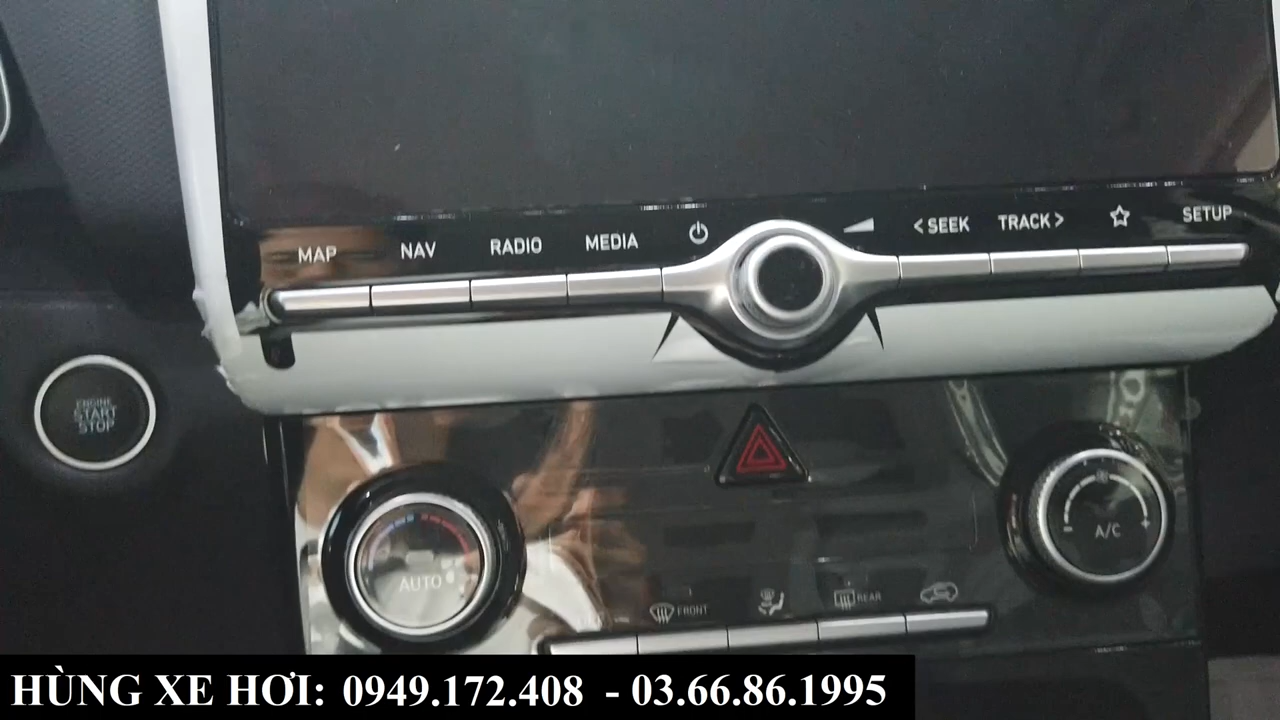 MAP NAV RADIO MEDIA < SEEK TRACK > SETUP
ENGINE
START
STOP
AUTO
A/C
FRONT REAR
HÙNG XE HƠI: 0949.172.408 - 03.66.86.1995